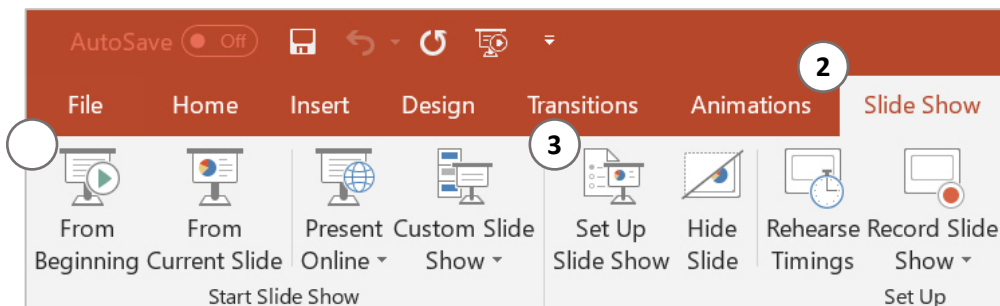 AutoSave Off
2
File Home Insert Design Transitions Animations Slide Show
3
From Beginning
From Current Slide
Present Online
Custom Slide Show
Set Up Slide Show
Hide Slide
Rehearse Timings
Record Slide Show
Start Slide Show
Set Up